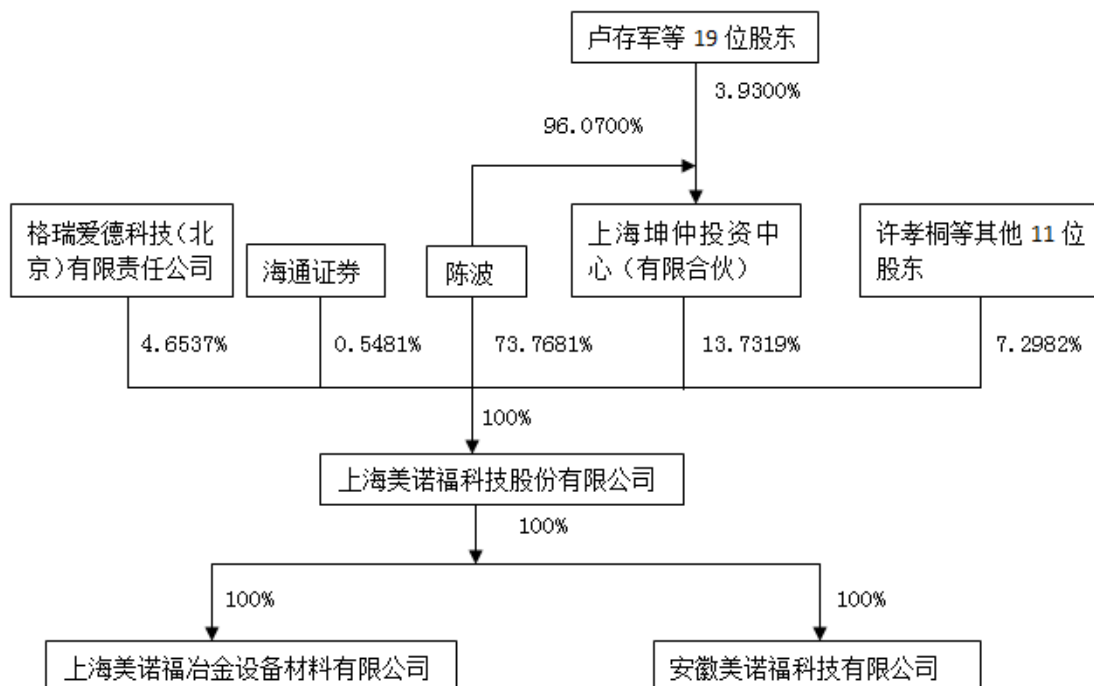 卢存军等 19 位股东
3.9300%
96.0700%
格瑞爱德科技（北
京）有限责任公司
海通证券
陈波
上海坤仲投资中
心（有限合伙）
许孝桐等其他 11 位
股东
4.6537%
0.5481%
73.7681%
13.7319%
7.2982%
100%
上海美诺福科技股份有限公司
100%
100%
100%
上海美诺福冶金设备材料有限公司
安徽美诺福科技有限公司